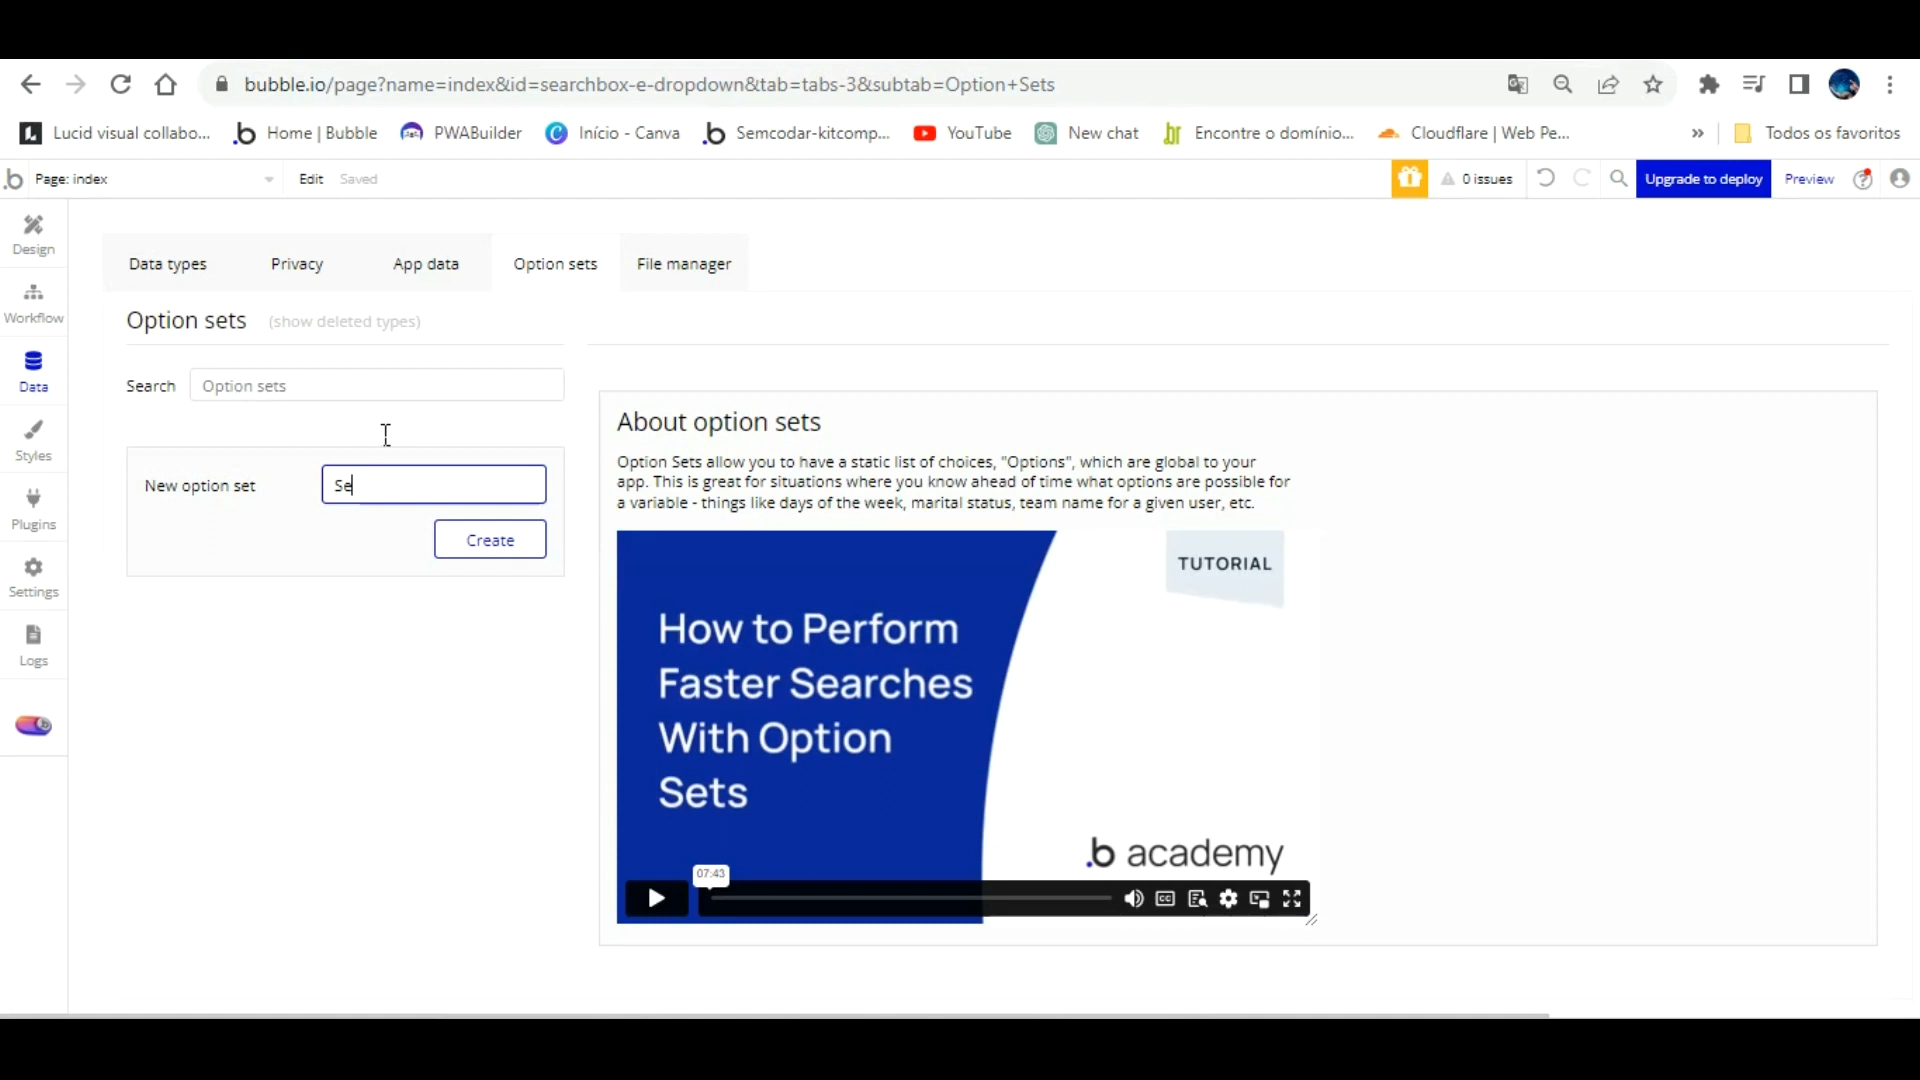 bubble.io/page?name=index&id=searchbox-e-dropdown&tab=tabs-3&subtab=Option+Sets
Lucid visual collabo... Home | Bubble PWABuilder Início - Canva Semcodar-kitcomp... YouTube New chat Encontre o domínio... Cloudflare | Web Pe... » Todos os favoritos
Page: index Edit Saved 0 issues Upgrade to deploy Preview
Design
Workflow
Data
Styles
Plugins
Settings
Logs
Data types Privacy App data Option sets File manager
Option sets (show deleted types)
Search Option sets
New option set Se
Create
About option sets
Option Sets allow you to have a static list of choices, "Options", which are global to your
app. This is great for situations where you know ahead of time what options are possible for
a variable - things like days of the week, marital status, team name for a given user, etc.
TUTORIAL
How to Perform
Faster Searches
With Option
Sets
.b academy
07:43
CC